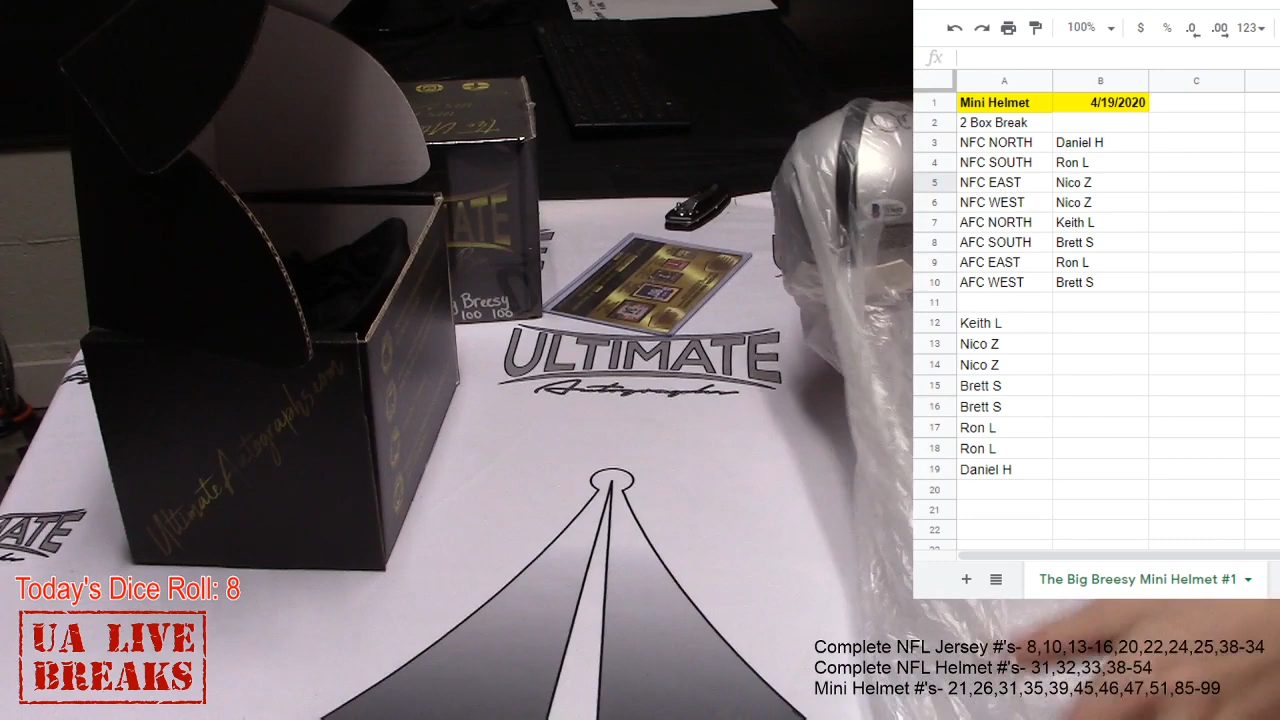 100%
$ % .0 .00 123
fx
A B C
1 Mini Helmet 4/19/2020
2 2 Box Break
3 NFC NORTH Daniel H
4 NFC SOUTH Ron L
5 NFC EAST Nico Z
6 NFC WEST Nico Z
7 AFC NORTH Keith L
8 AFC SOUTH Brett S
9 AFC EAST Ron L
10 AFC WEST Brett S
11
12 Keith L
13 Nico Z
14 Nico Z
15 Brett S
16 Brett S
17 Ron L
18 Ron L
19 Daniel H
20
21
22
The Big Breesy Mini Helmet #1
ATE
Breesy
100 100
ULTIMATE
Autographs
UltimateAutographs.com
MATE
Today's Dice Roll: 8
UA LIVE
BREAKS
Complete NFL Jersey #'s- 8,10,13-16,20,22,24,25,38-34
Complete NFL Helmet #'s- 31,32,33,38-54
Mini Helmet #'s- 21,26,31,35,39,45,46,47,51,85-99